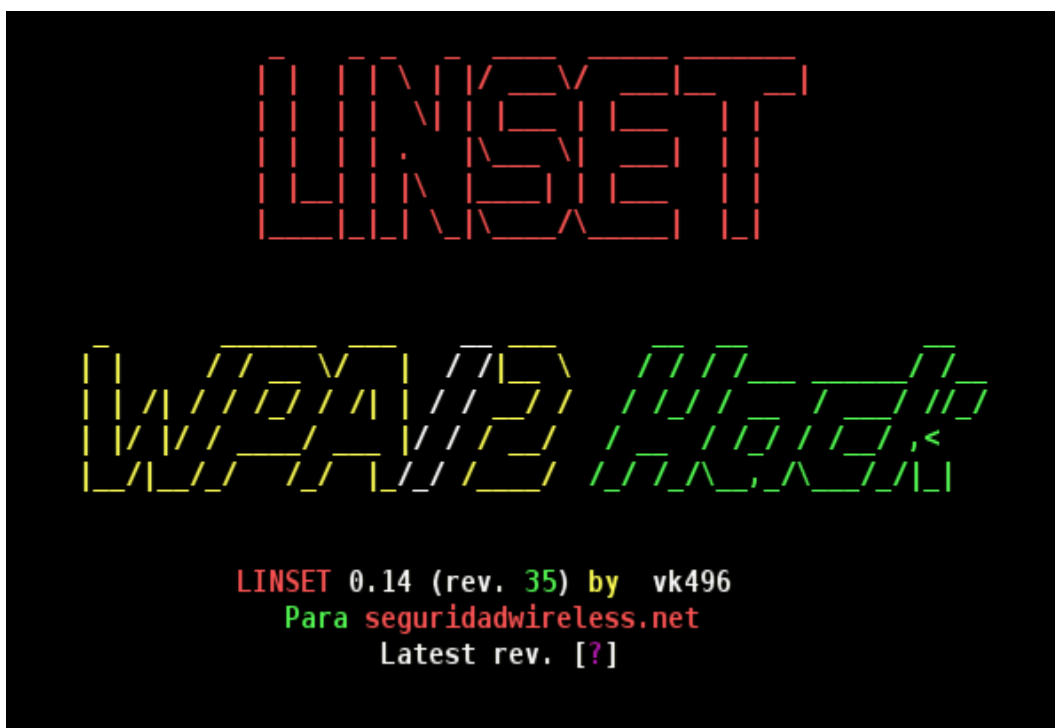 LINSET
WPA/2 Hack
LINSET 0.14 (rev. 35) by vk496
Para seguridadwireless.net
Latest rev. [?]